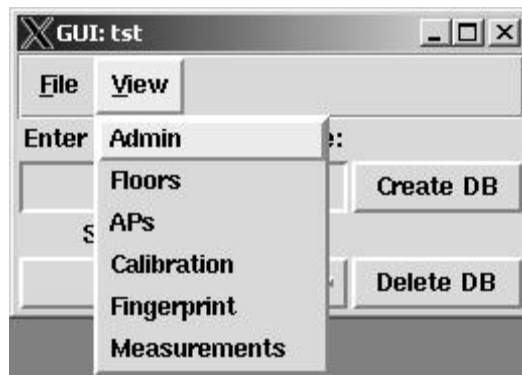 GUI: tst
File View
Enter
Admin
Floors
Create DB
APs
Calibration
Delete DB
Fingerprint
Measurements